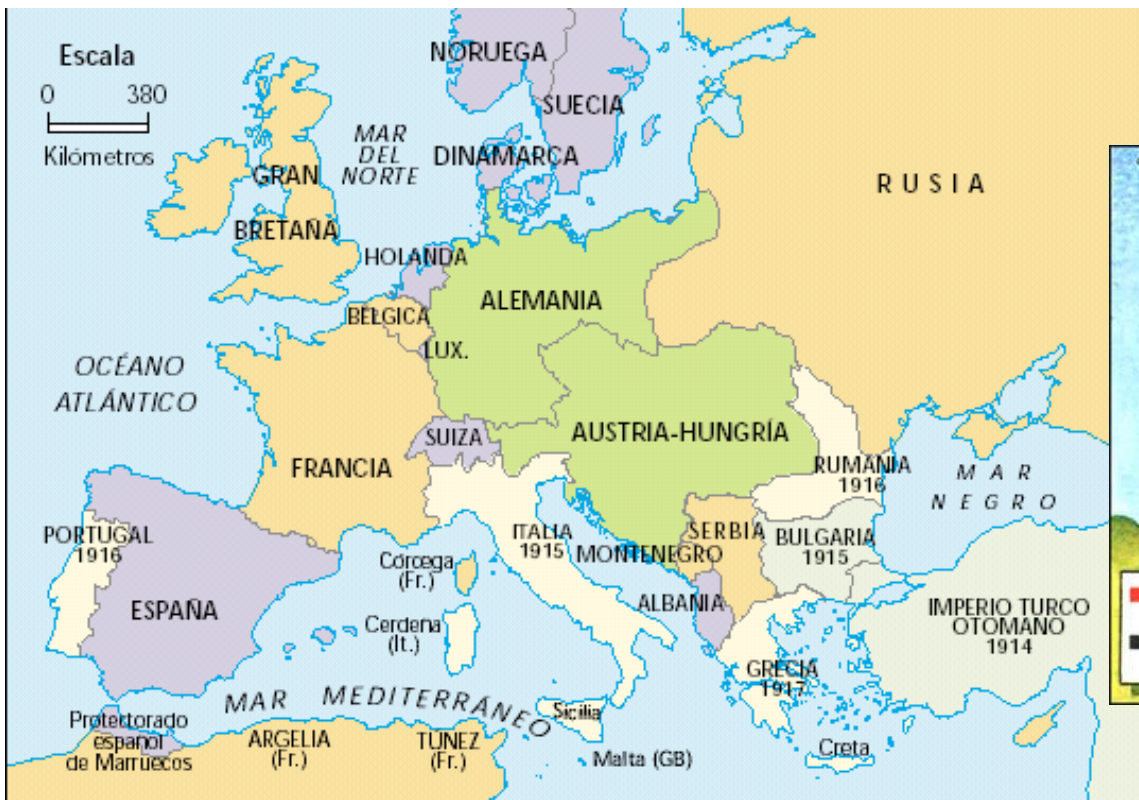 Escala
0 380
Kilómetros
NORUEGA
SUECIA
MAR
DEL
NORTE
DINAMARCA
RUSIA
GRAN
BRETAÑA
HOLANDA
ALEMANIA
BÉLGICA
LUX.
OCÉANO
ATLÁNTICO
SUIZA
AUSTRIA-HUNGRÍA
FRANCIA
RUMANIA
1916
MAR
NEGRO
PORTUGAL
1916
ITALIA
1915
SERBIA
BULGARIA
1915
MONTENEGRO
Córcega
(Fr.)
ESPAÑA
ALBANIA
IMPERIO TURCO
OTOMANO
1914
Cerdena
(It.)
GRECIA
1917
MAR MEDITERRÁNEO
Sicilia
Protectorado
español
de Marruecos
ARGELIA
(Fr.)
TUNEZ
(Fr.)
Malta (GB)
Creta